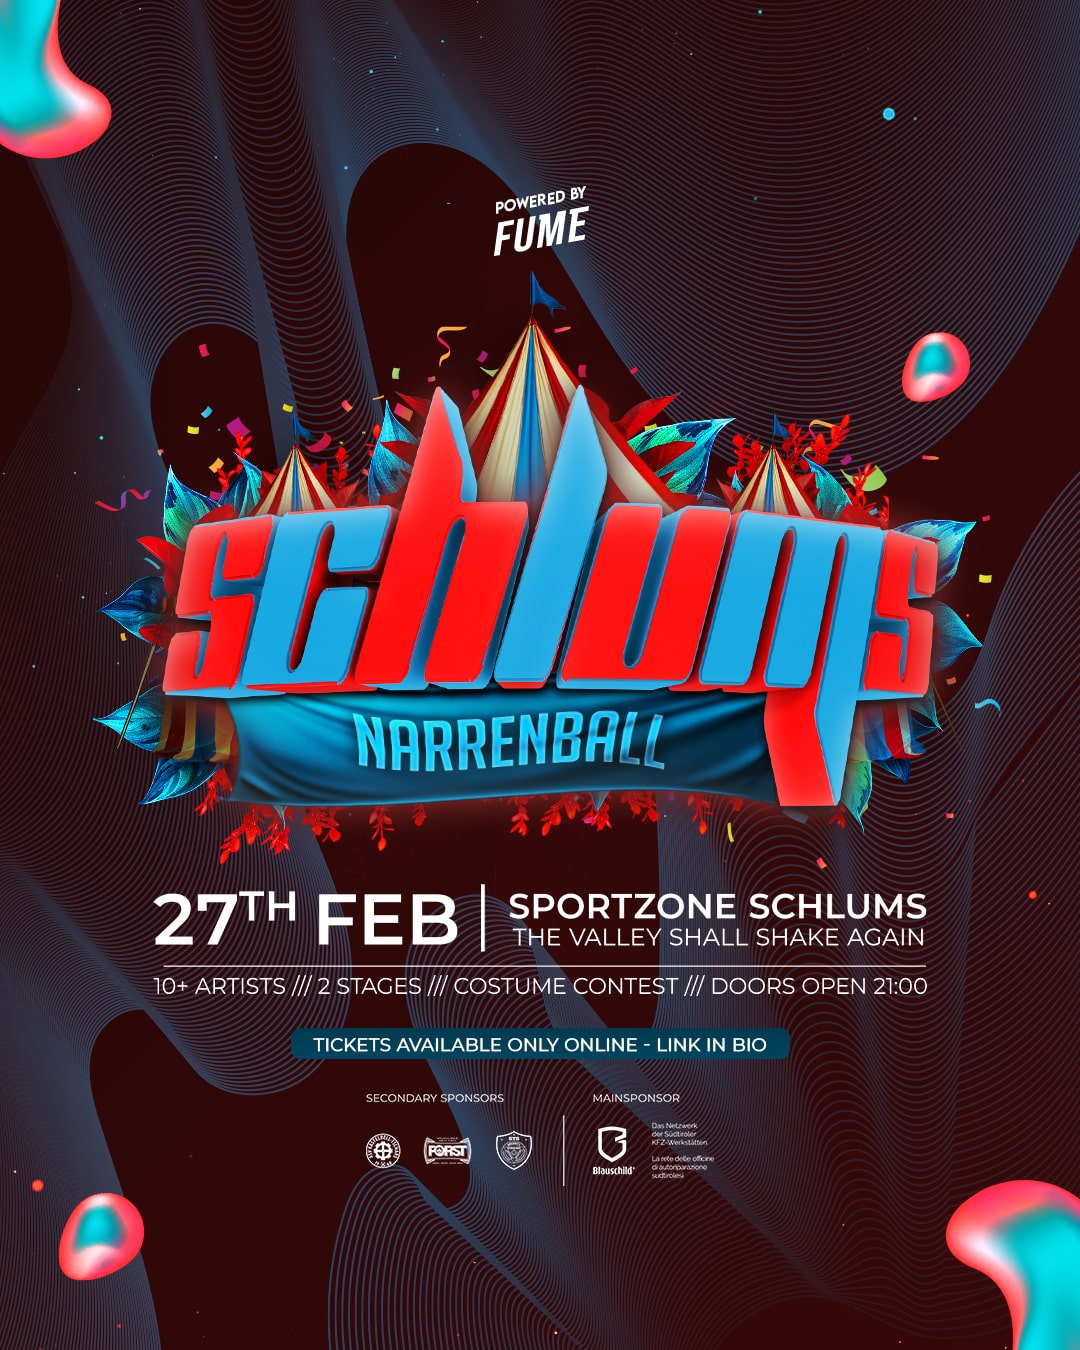 POWERED BY
FUME
schlums
NARRENBALL
27TH FEB
SPORTZONE SCHLUMS
THE VALLEY SHALL SHAKE AGAIN
10+ ARTISTS /// 2 STAGES /// COSTUME CONTEST /// DOORS OPEN 21:00
TICKETS AVAILABLE ONLY ONLINE - LINK IN BIO
SECONDARY SPONSORS
FORST
MAINSPONSOR
Blauschild
Das Netzwerk
der Südtiroler
KFZ-Werkstätten
La rete delle officine
di autoriparazione
sudtirolesi